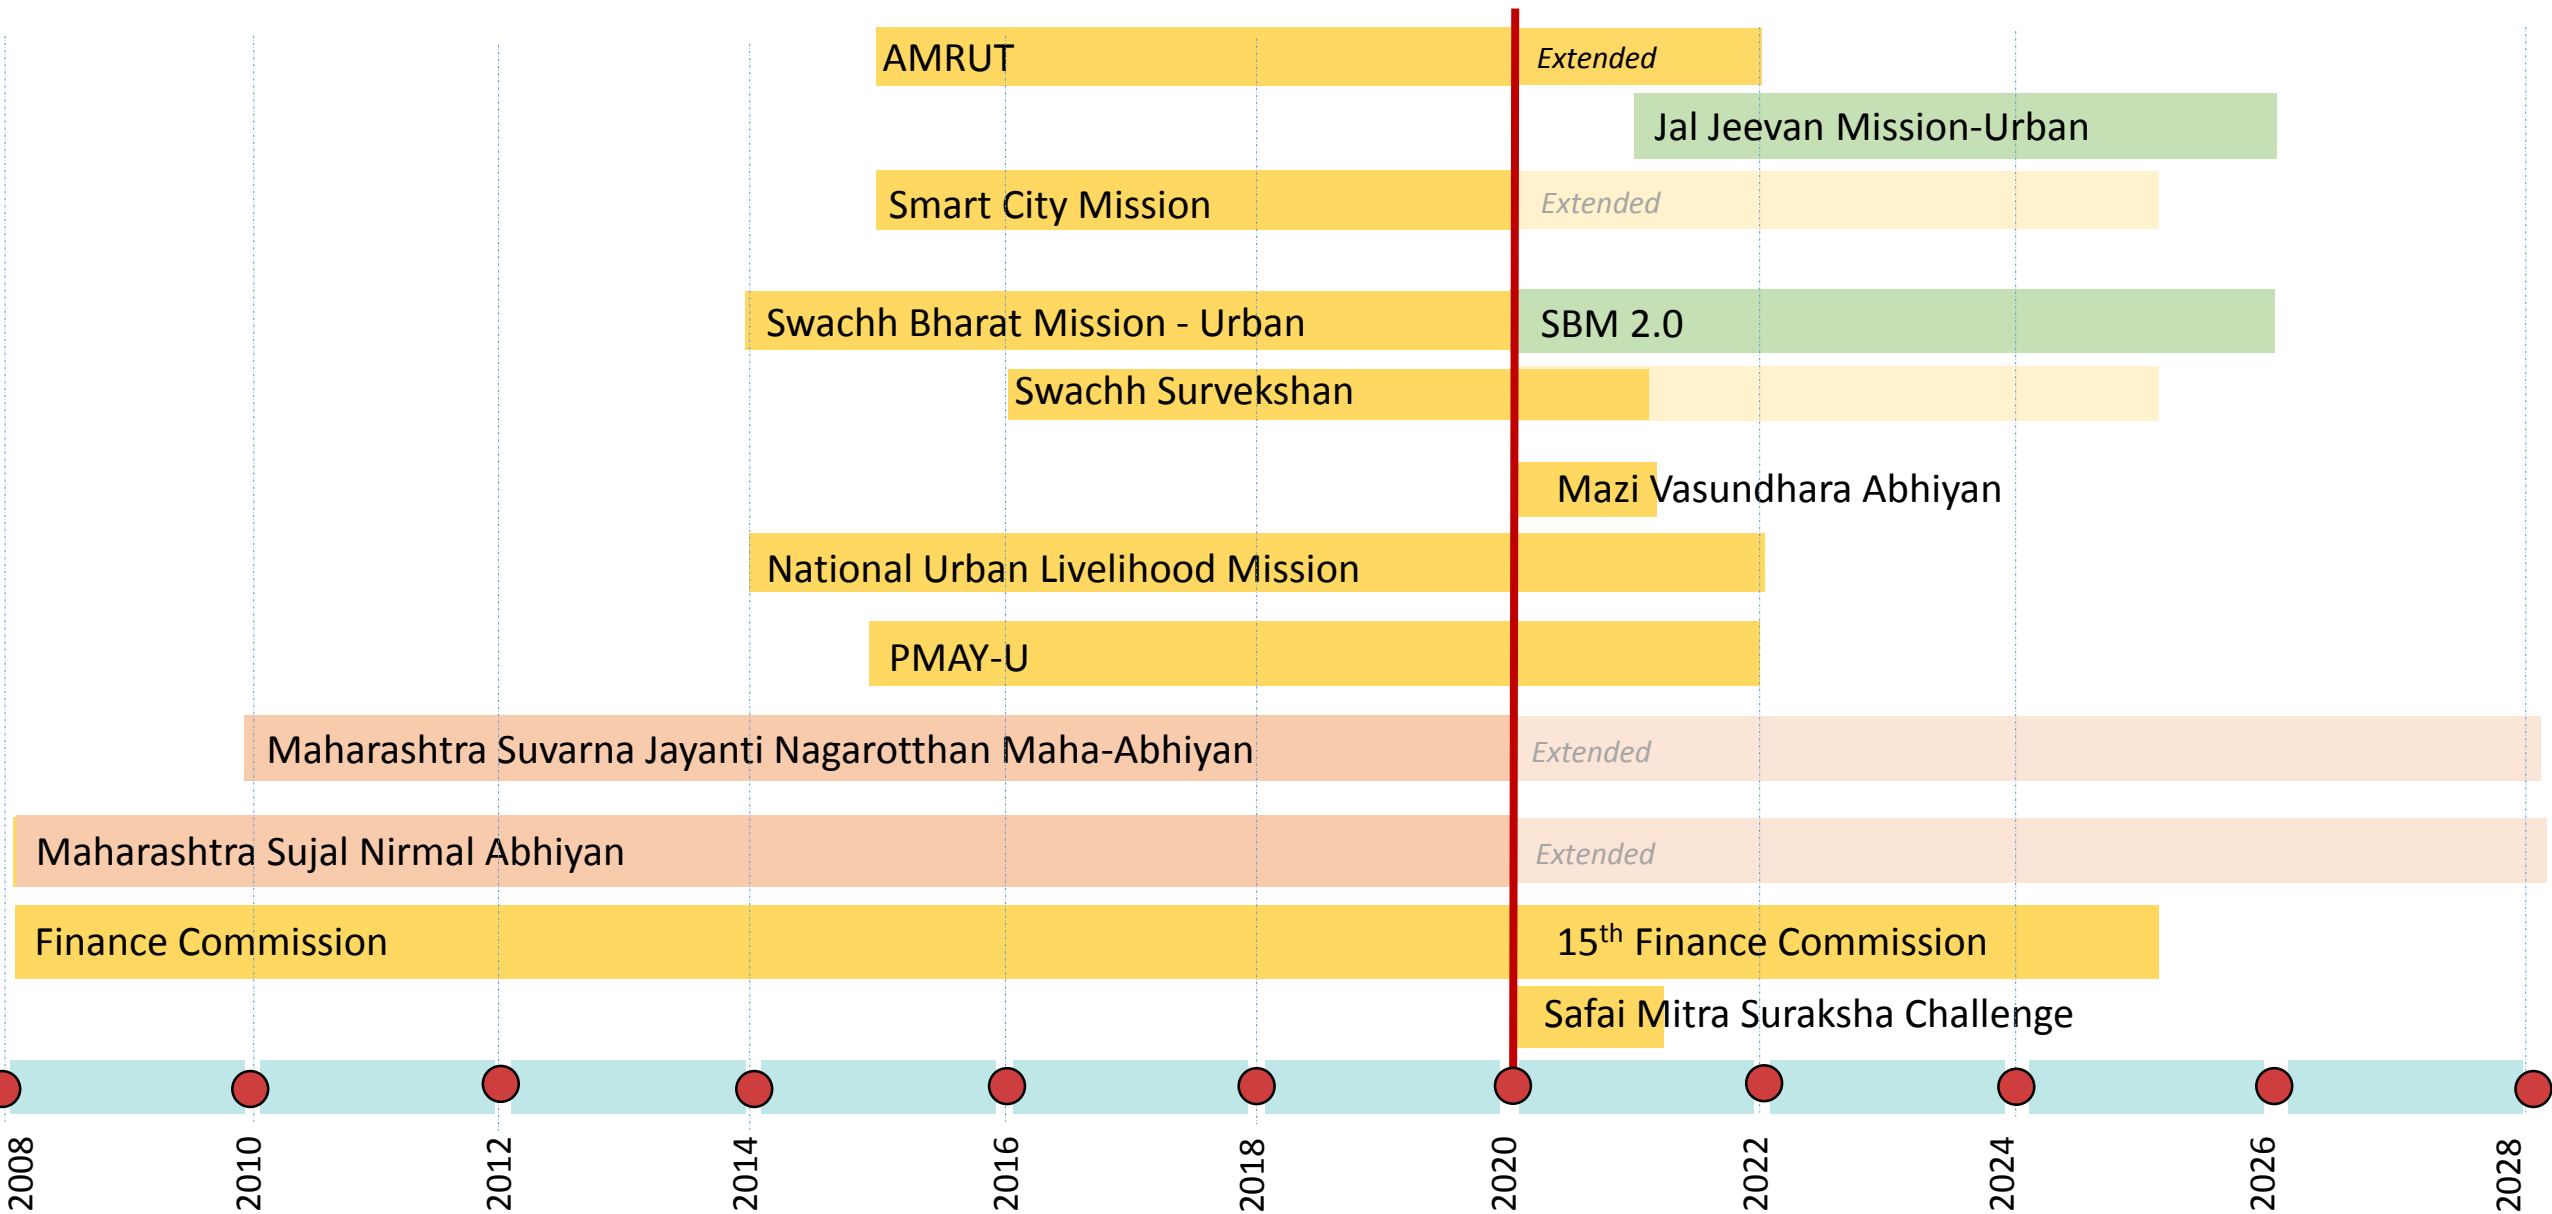 AMRUT
Extended
Jal Jeevan Mission-Urban
Smart City Mission
Extended
Swachh Bharat Mission - Urban
SBM 2.0
Swachh Survekshan
Mazi Vasundhara Abhiyan
National Urban Livelihood Mission
PMAY-U
Maharashtra Suvarna Jayanti Nagarotthan Maha-Abhiyan
Extended
Maharashtra Sujal Nirmal Abhiyan
Extended
Finance Commission
15th Finance Commission
Safai Mitra Suraksha Challenge
2008
2010
2012
2014
2016
2018
2020
2022
2024
2026
2028